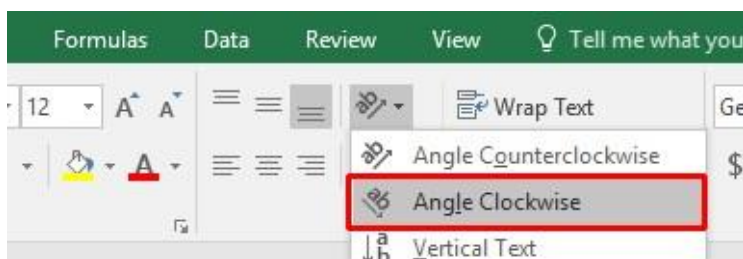 Formulas Data Review View Tell me what you
12 A A Wrap Text Ge
A Angle Counterclockwise $
Angle Clockwise
Vertical Text